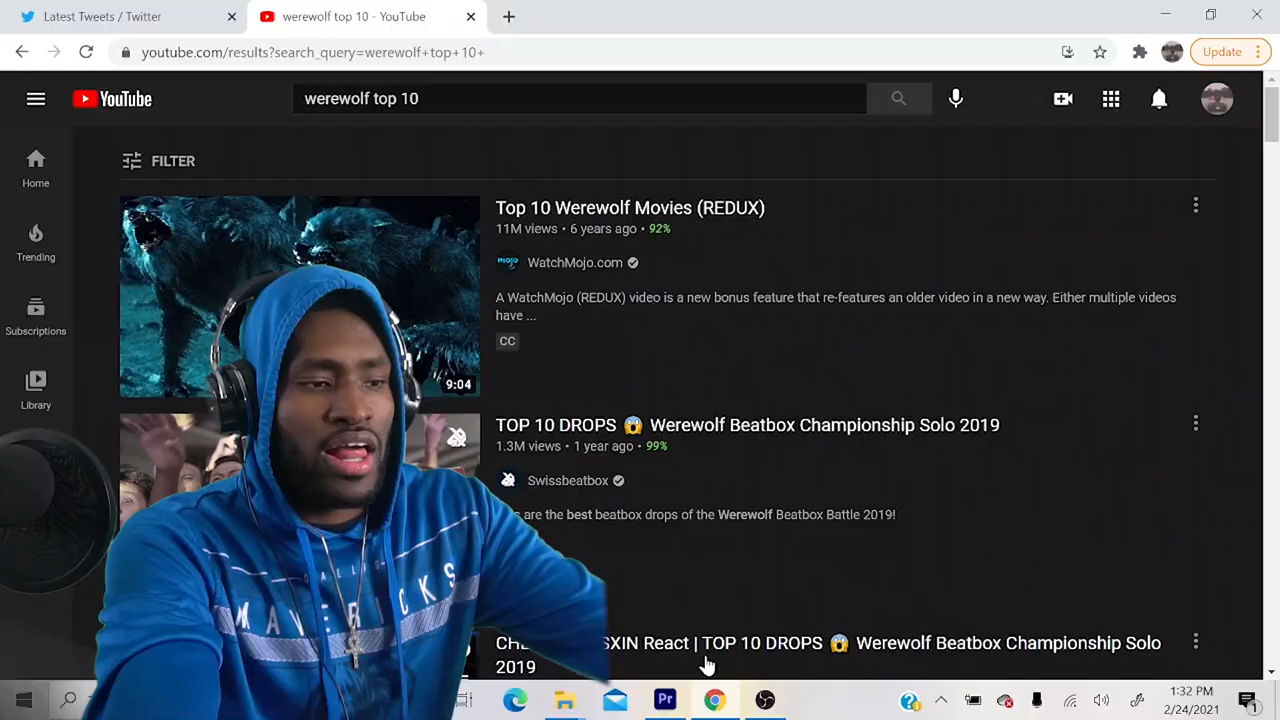 Latest Tweets / Twitter
werewolf top 10 - YouTube
youtube.com/results?search_query=werewolf+top+10+
Update
YouTube
werewolf top 10
FILTER
Home
Trending
Subscriptions
Library
Top 10 Werewolf Movies (REDUX)
11M views • 6 years ago • 92%
mojo WatchMojo.com
A WatchMojo (REDUX) video is a new bonus feature that re-features an older video in a new way. Either multiple videos
have ...
CC
9:04
TOP 10 DROPS 😱 Werewolf Beatbox Championship Solo 2019
1.3M views • 1 year ago • 99%
Swissbeatbox
are the best beatbox drops of the Werewolf Beatbox Battle 2019!
React | TOP 10 DROPS 😱 Werewolf Beatbox Championship Solo
2019
DALLAS
MAVERICKS
Pr
1:32 PM
2/24/2021
1